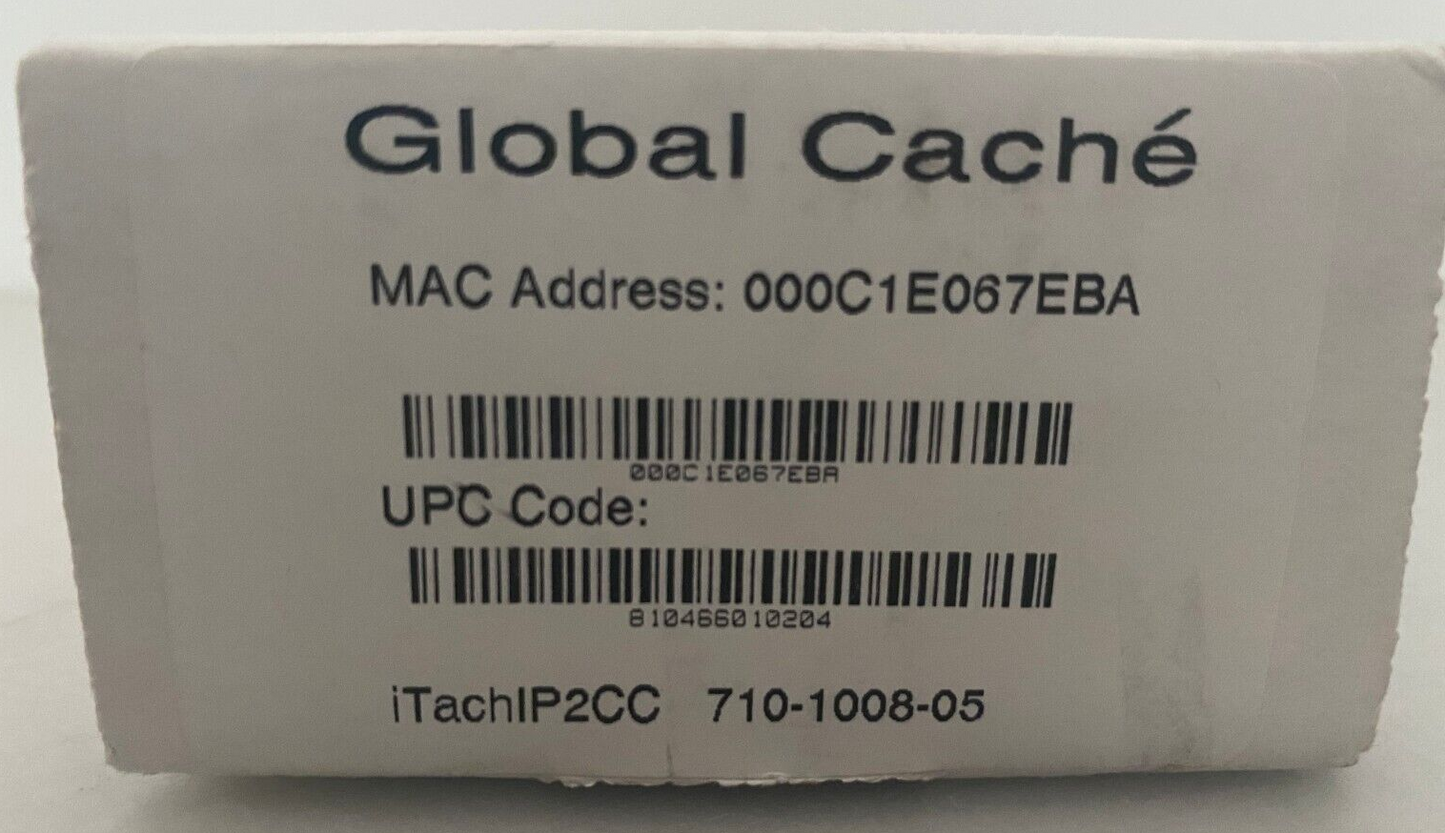 Global Caché
MAC Address: 000C1E067EBA
000C1E067EBA
UPC Code:
810466010204
iTachIP2CC 710-1008-05